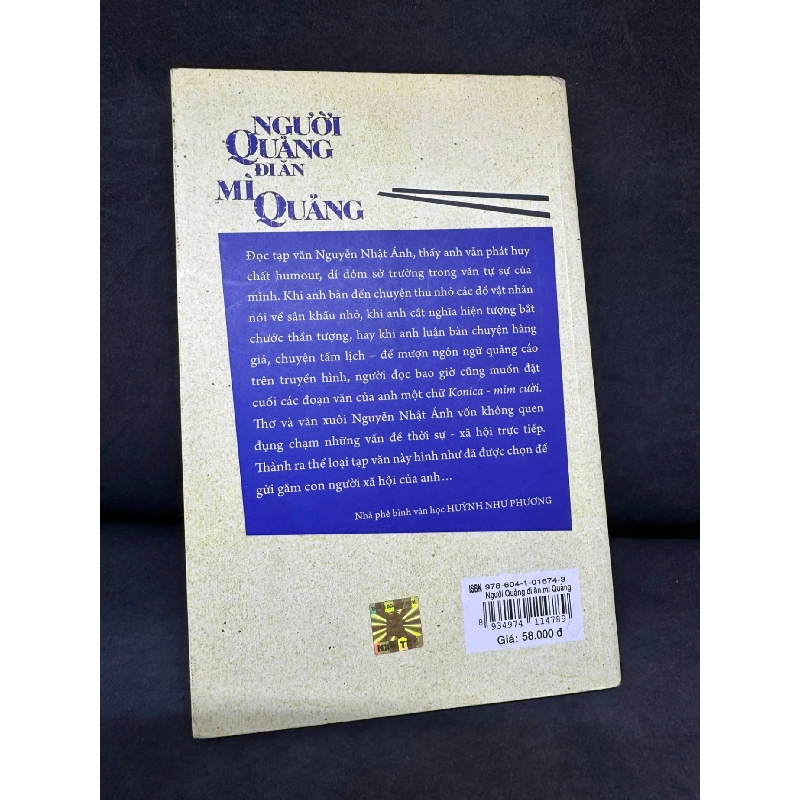 NGƯỜI
QUẢNG
ĐI ĂN
MÌ
QUẢNG
Đọc tạp văn Nguyễn Nhật Ánh, thấy anh vẫn phát huy
chất humour, dí dỏm sở trường trong văn tự sự của
mình. Khi anh bàn đến chuyện thu nhỏ các đồ vật nhân
nói về sân khấu nhỏ, khi anh cắt nghĩa hiện tượng bắt
chước thần tượng, hay khi anh luận bàn chuyện hàng
giả, chuyện tấm lịch – để mượn ngôn ngữ quảng cáo
trên truyền hình, người đọc bao giờ cũng muốn đặt
cuối các đoạn văn của anh một chữ Konica - mỉm cười.
Thơ và văn xuôi Nguyễn Nhật Ánh vốn không quen
đụng chạm những vấn đề thời sự - xã hội trực tiếp.
Thành ra thể loại tạp văn này hình như đã được chọn để
gửi gắm con người xã hội của anh...
Nhà phê bình văn học HUỲNH NHƯ PHƯƠNG
ISBN 978-604-1-01674-3
Người Quảng đi ăn mì Quảng
8 934974 114789
Giá: 58.000 đ